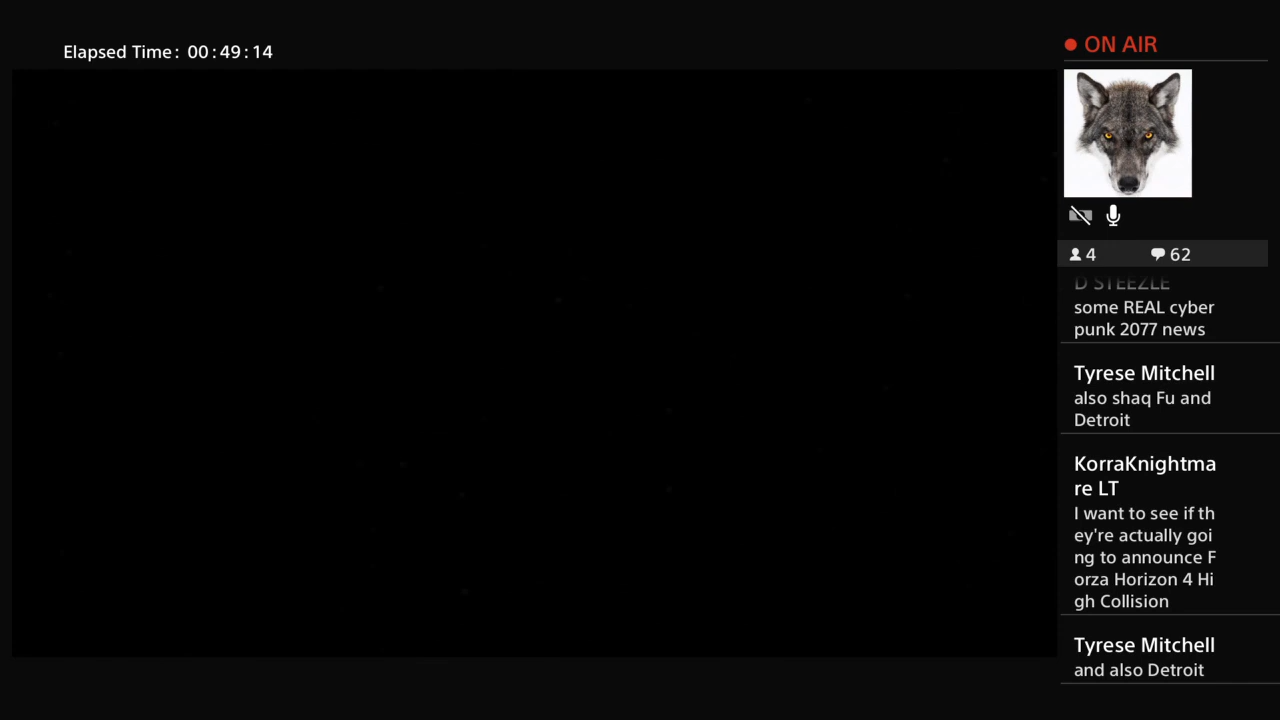 Elapsed Time: 00:49:14
ON AIR
4 62
D STEEZLE
some REAL cyber
punk 2077 news
Tyrese Mitchell
also shaq Fu and
Detroit
KorraKnightma
re LT
I want to see if th
ey're actually goi
ng to announce F
orza Horizon 4 Hi
gh Collision
Tyrese Mitchell
and also Detroit